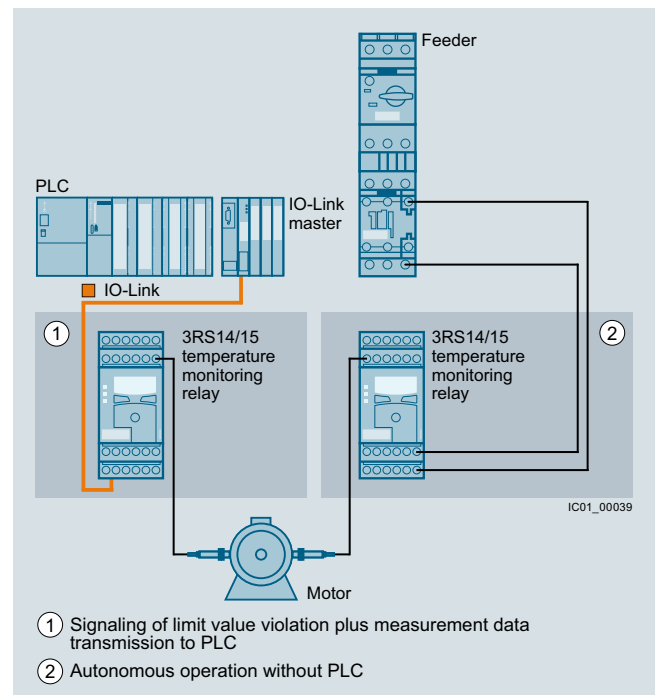 Feeder
PLC
IO-Link
master
IO-Link
1
3RS14/15
temperature
monitoring
relay
3RS14/15
temperature
monitoring
relay
2
IC01_00039
Motor
1 Signaling of limit value violation plus measurement data
transmission to PLC
2 Autonomous operation without PLC